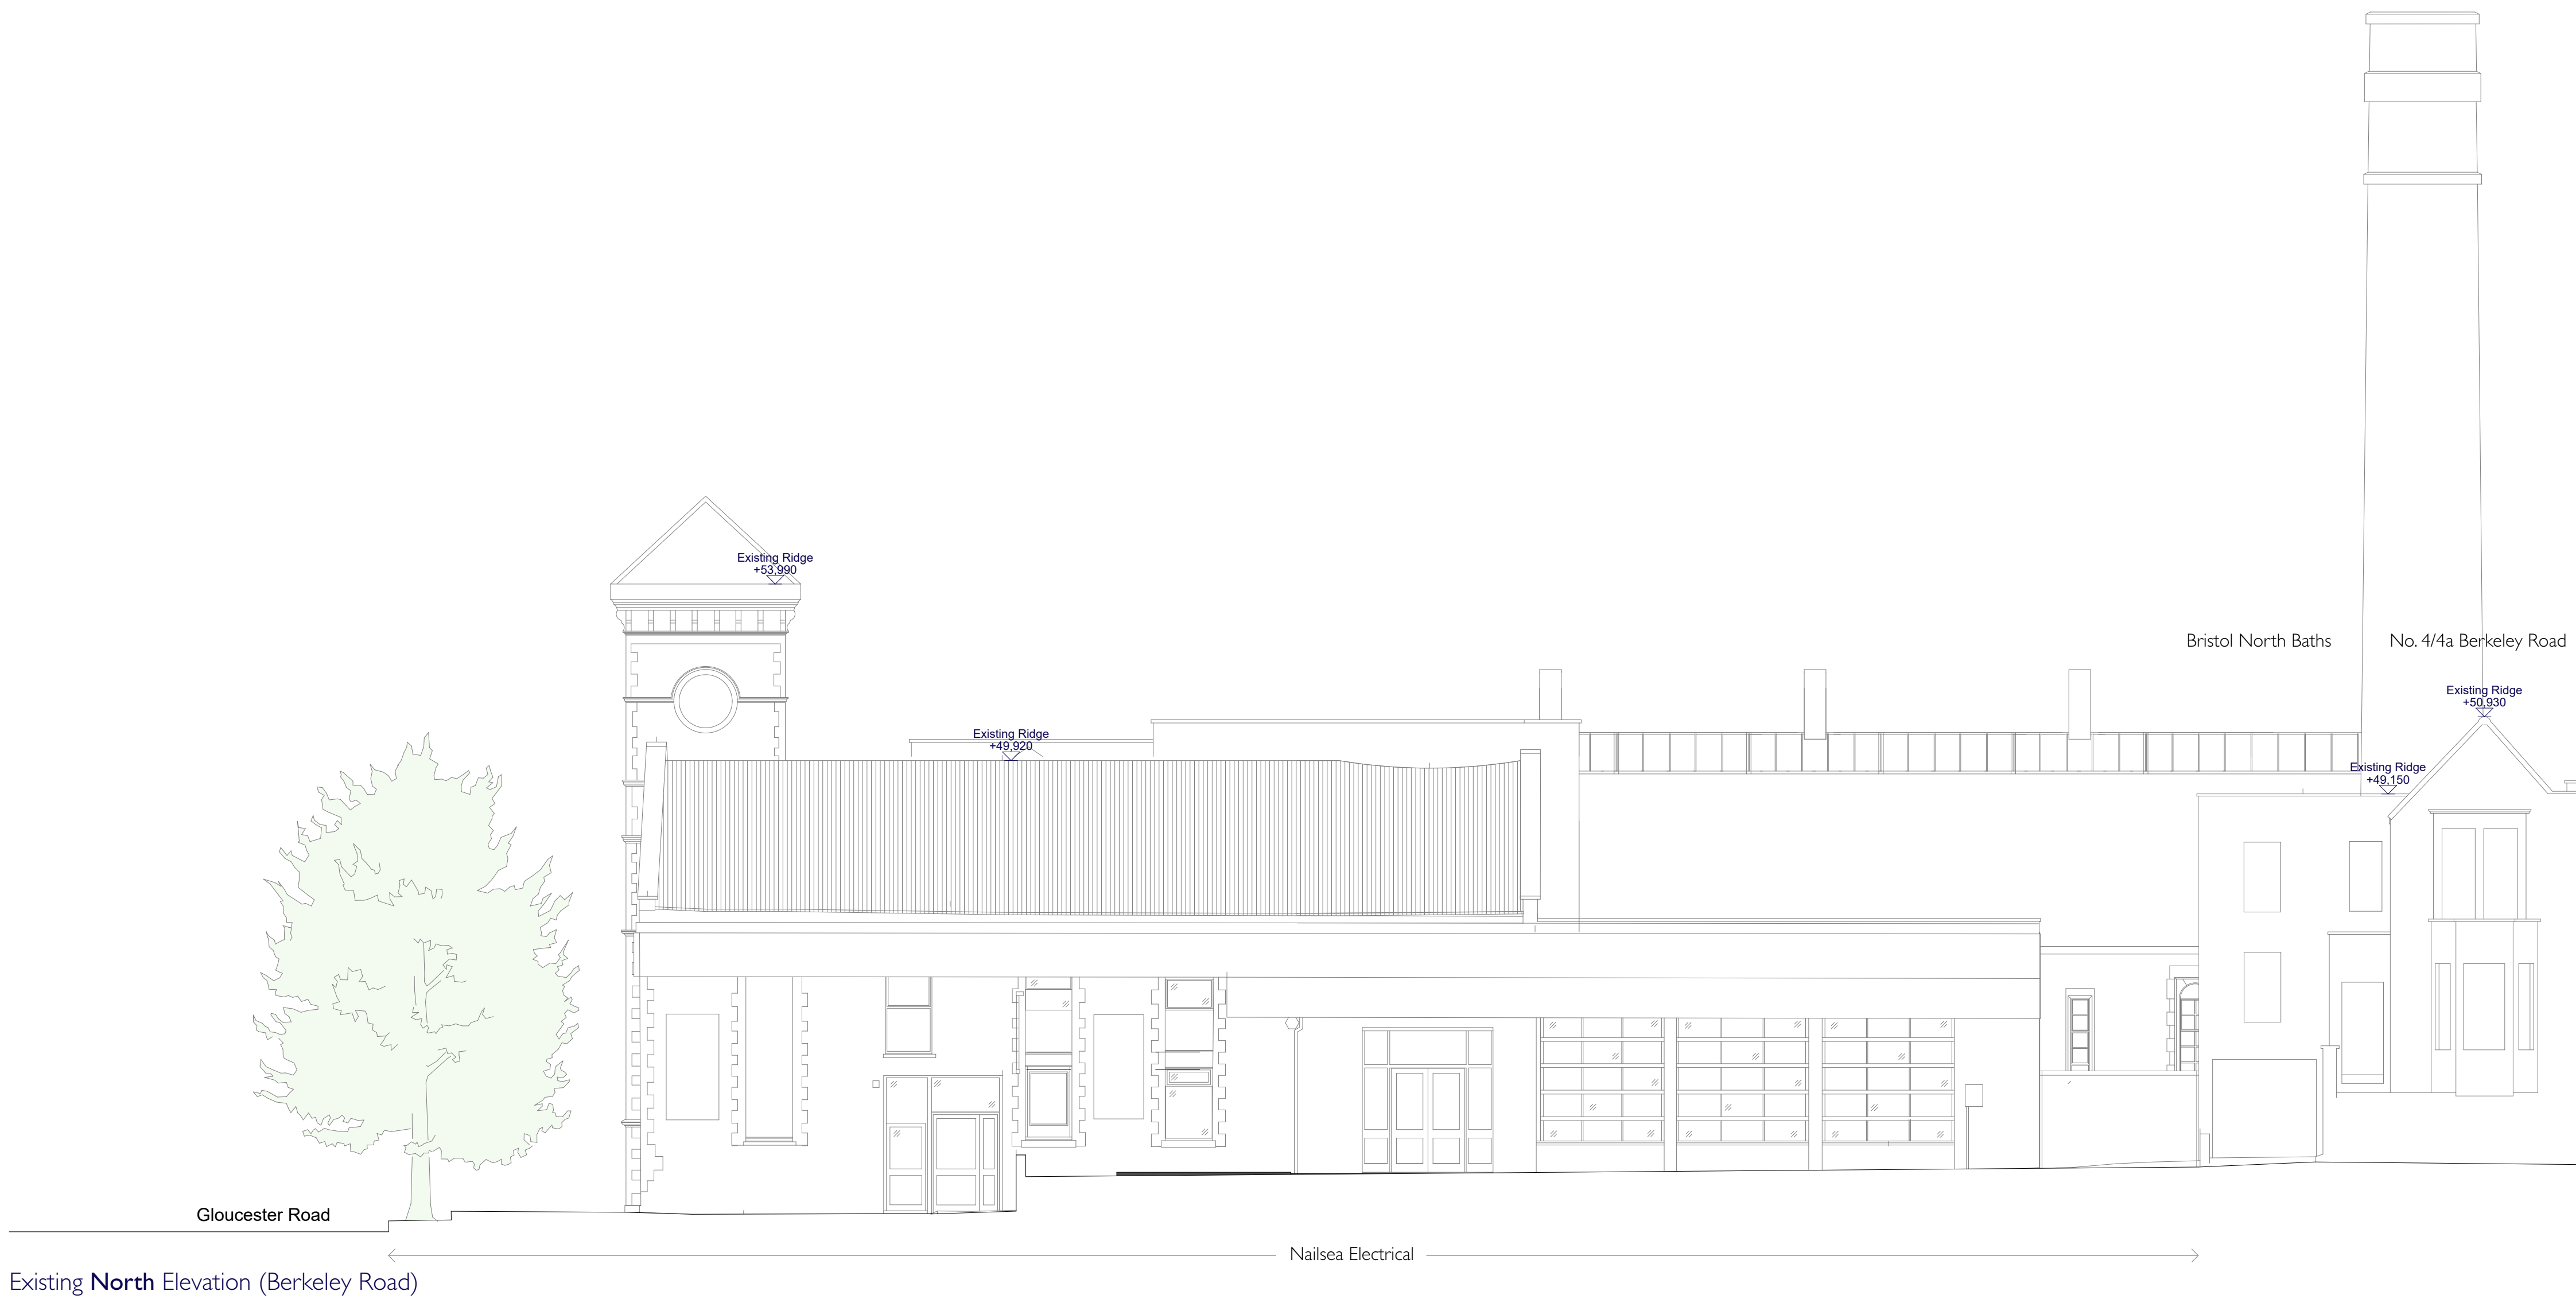 Existing Ridge
+53,990
Bristol North Baths
No. 4/4a Berkeley Road
Existing Ridge
+50,930
Existing Ridge
+49,920
Existing Ridge
+49,150
Gloucester Road
Nailsea Electrical
Existing North Elevation (Berkeley Road)